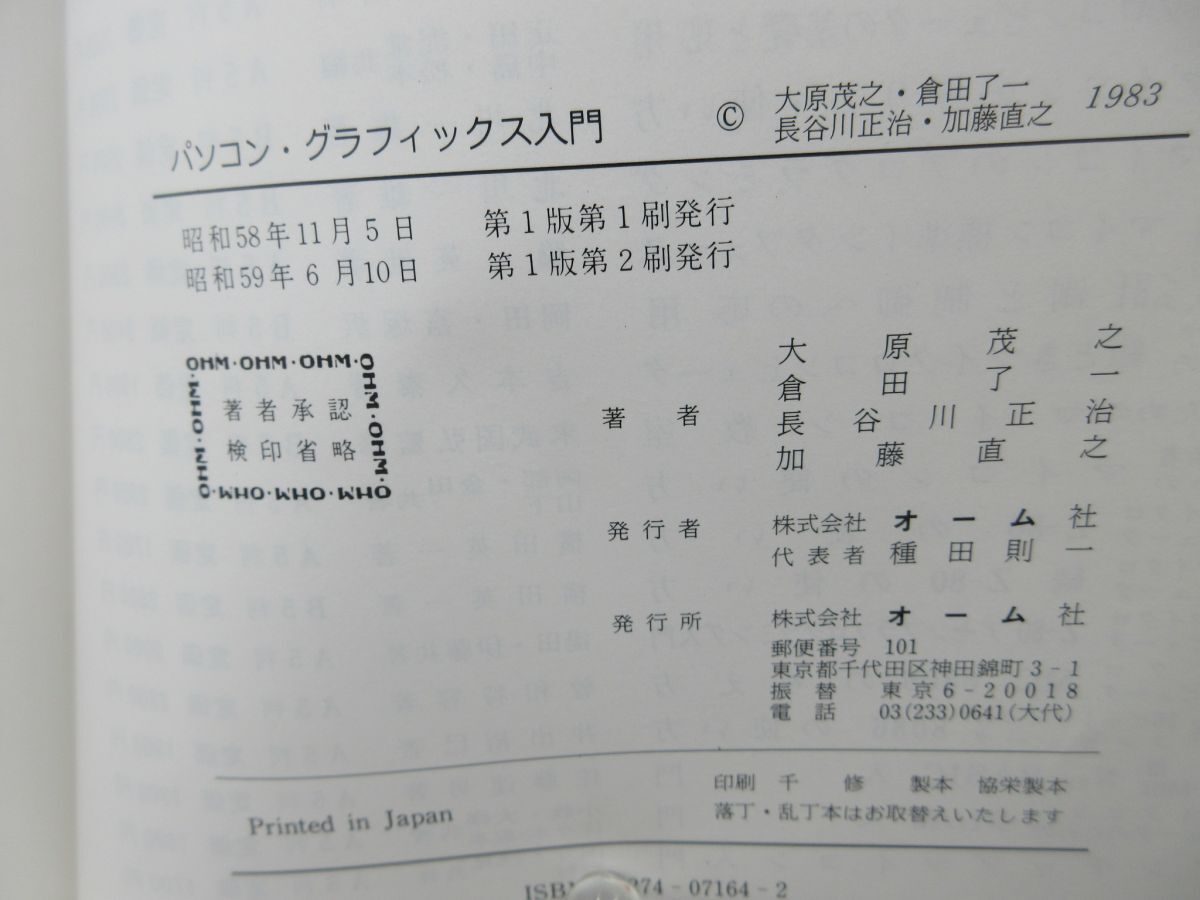 パソコン・グラフィックス入門 © 大原茂之・倉田了一 1983
長谷川正治・加藤直之
昭和58年11月5日 第1版第1刷発行
昭和59年6月10日 第1版第2刷発行
OHM・OHM・OHM・OHM・OHM・OHM・OHM・OHM・OHM・OHM
著者承認
検印省略
著者
大原茂之
倉田了一
長谷川正治
加藤直之
発行者 株式会社 オーム社
代表者 種田則一
発行所 株式会社 オーム社
郵便番号 101
東京都千代田区神田錦町3-1
振替 東京6-20018
電話 03(233)0641(大代)
印刷 千修 製本 協栄製本
Printed in Japan 落丁・乱丁本はお取替えいたします
274-07164-2